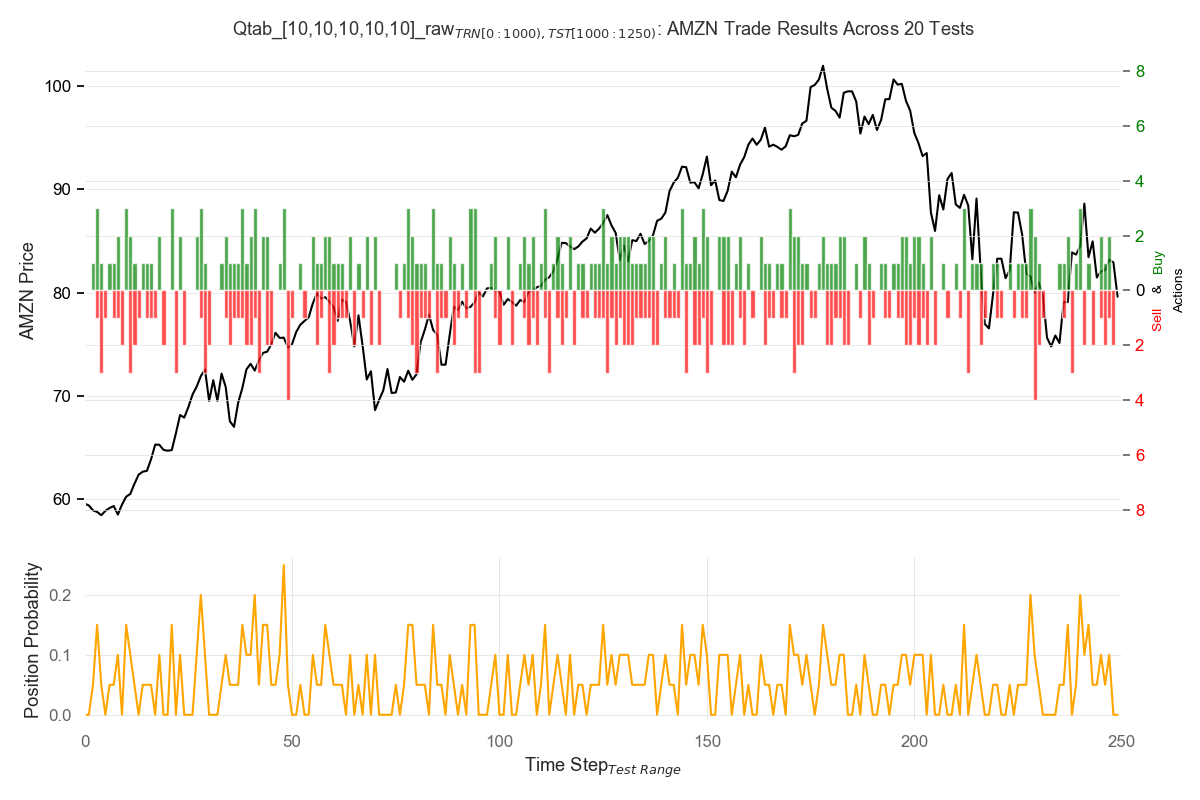 Qtab_[10,10,10,10,10]_raw_TRN[0:1000),TST[1000:1250): AMZN Trade Results Across 20 Tests
AMZN Price
100
90
80
70
60
8
6
4
2
0
2
4
6
8
Sell & Buy
Actions
Position Probability
0.2
0.1
0.0
0 50 100 150 200 250
Time Step Test Range